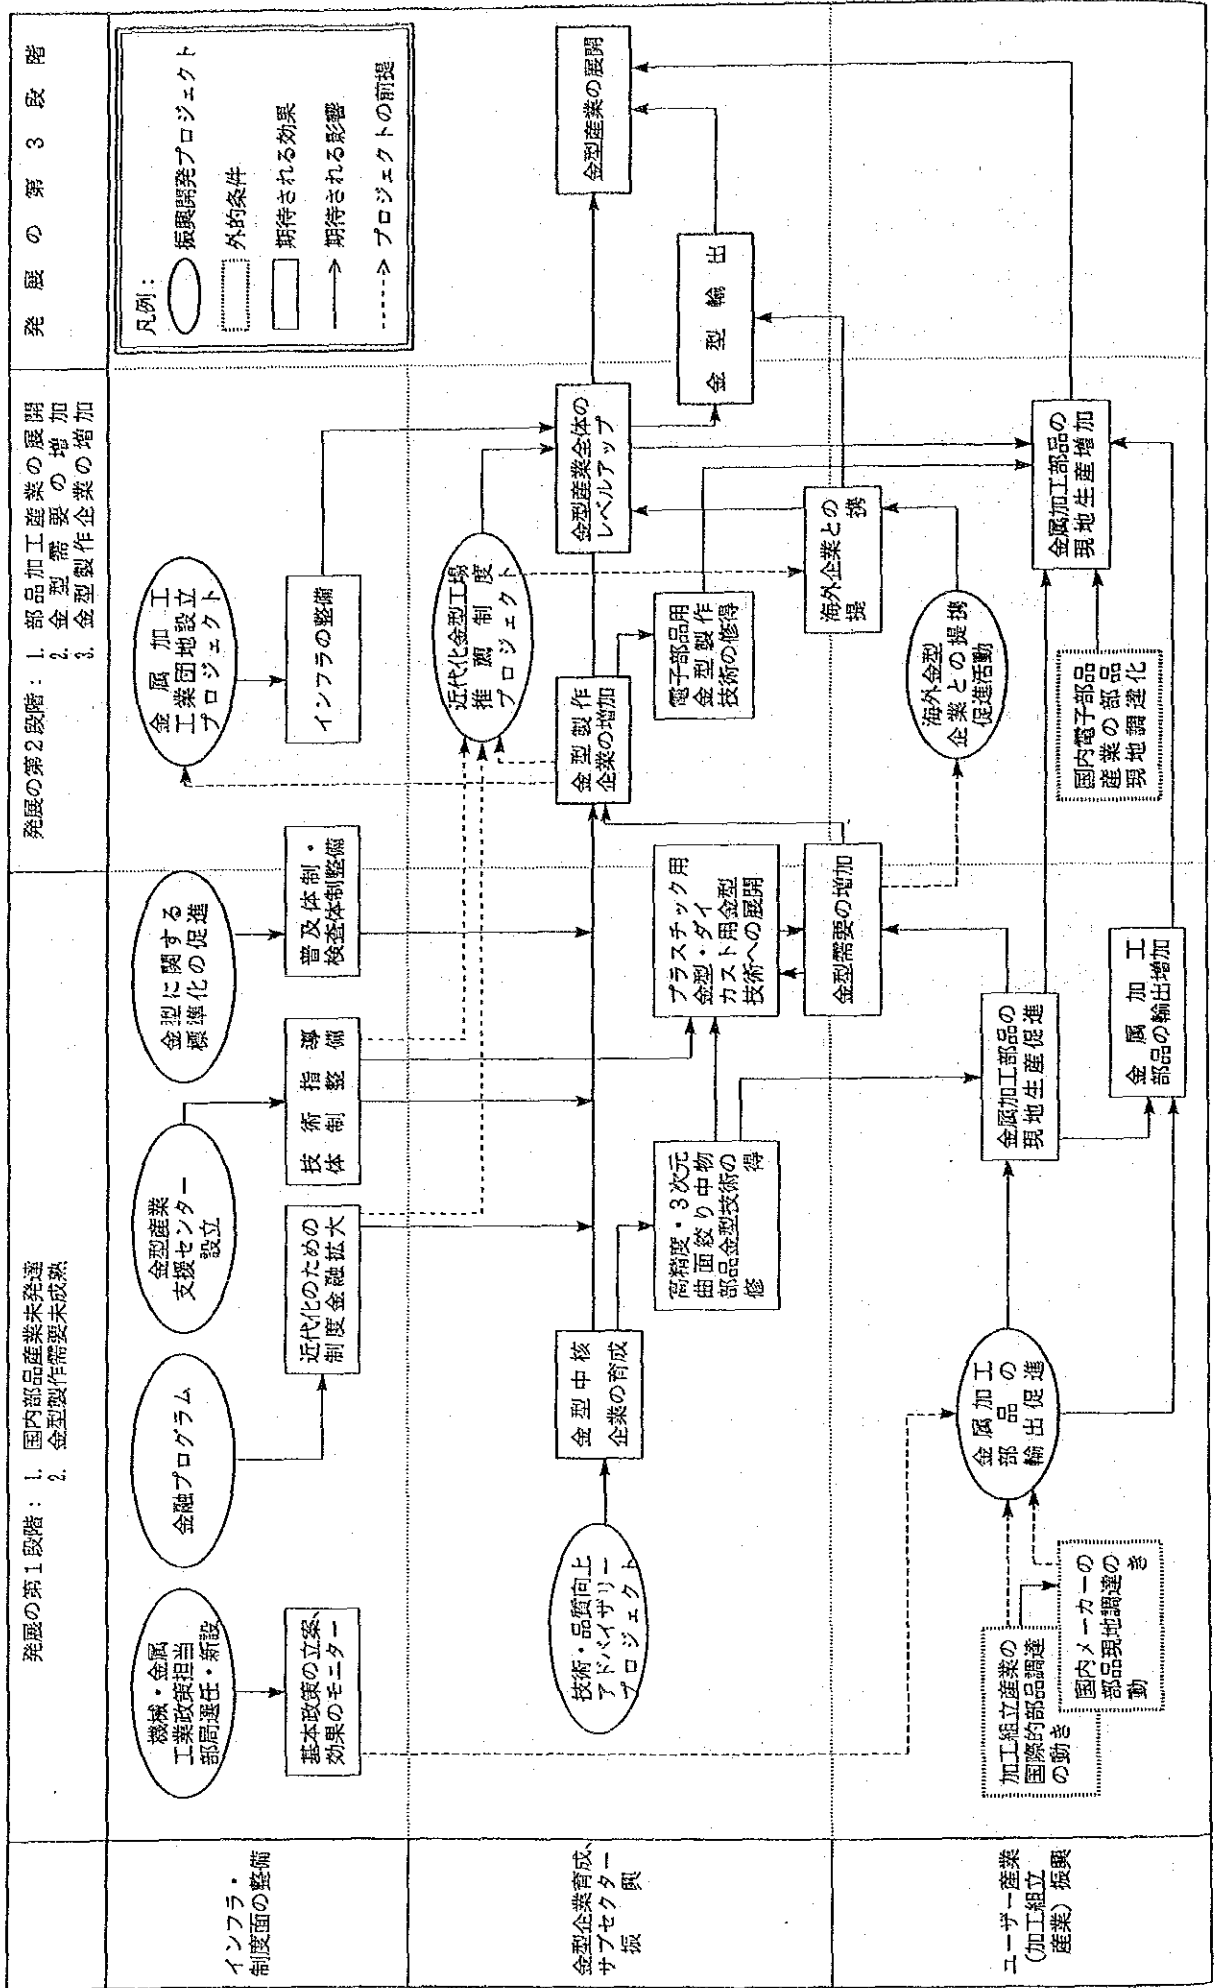 発展の第1段階： 1. 国内部品産業未発達
2. 金型製作需要未成熟
発展の第2段階： 1. 部品加工産業の展開
2. 金型需要の増加
3. 金型製作企業の増加
発展の第3段階
インフラ・
制度面の整備
機械・金属
工業政策担当
部局選任・新設
金融プログラム
金型産業
支援センター
設立
金型に関する
標準化の促進
金属加工
工業団地設立
プロジェクト
基本政策の立案、
効果のモニター
近代化のための
制度金融拡大
技術指導
体制整備
普及体制・
検査体制整備
インフラの整備
凡例：
振興開発プロジェクト
外的条件
期待される効果
期待される影響
プロジェクトの前提
金型企業育成、
サブセクター
振興
技術・品質向上
アドバイザリー
プロジェクト
金型中核
企業の育成
高精度・3次元
曲面絞り中物
部品金型技術の
修得
プラスチック用
金型・ダイ
カスト用金型
技術への展開
金型製作
企業の増加
近代化金型工場
推薦制度
プロジェクト
電子部品用
金型製作
技術の修得
金型産業全体の
レベルアップ
金型輸出
金型産業の展開
ユーザー産業
(加工組立
産業）振興
加工組立産業の
国際的部品調達
の動き
国内メーカーの
部品現地調達の
動き
金属加工
部品の
輸出促進
金属加工部品の
現地生産促進
金属加工
部品の輸出増加
金型需要の増加
海外金型
企業との提携
促進活動
海外企業との
提携
国内電子部品
産業の部品
現地調達化
金属加工部品の
現地生産増加